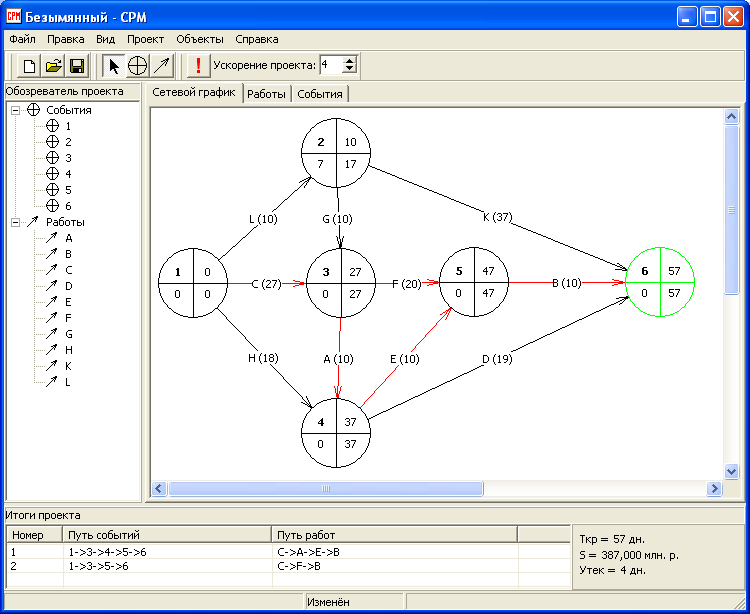 CPM Безымянный - CPM
Файл Правка Вид Проект Объекты Справка
! Ускорение проекта: 4
Обозреватель проекта
События
1
2
3
4
5
6
Работы
A
B
C
D
E
F
G
H
K
L
Сетевой график Работы События
2 10
7 17
L (10) G (10) K (37)
1 0
0 0
C (27)
3 27
0 27
F (20)
5 47
0 47
B (10)
6 57
0 57
H (18) A (10) E (10) D (19)
4 37
0 37
Итоги проекта
Номер Путь событий Путь работ
1 1->3->4->5->6 C->A->E->B
2 1->3->5->6 C->F->B
Tкр = 57 дн.
S = 387,000 млн. р.
Yтек = 4 дн.
Изменён